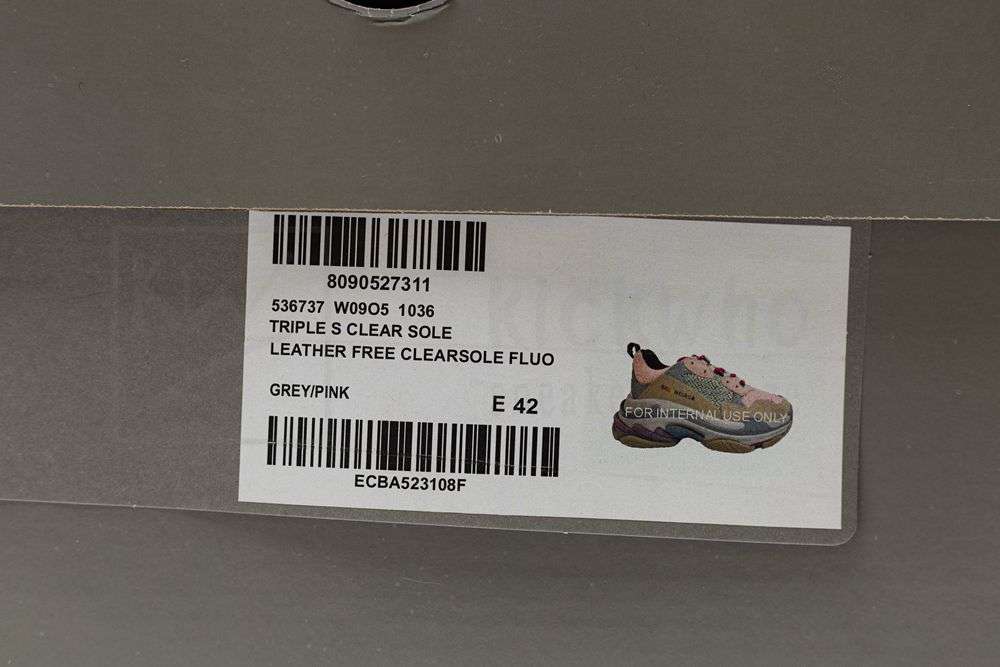 8090527311
536737 W09O5 1036
TRIPLE S CLEAR SOLE
LEATHER FREE CLEARSOLE FLUO
GREY/PINK
E 42
FOR INTERNAL USE ONLY
ECBA523108F